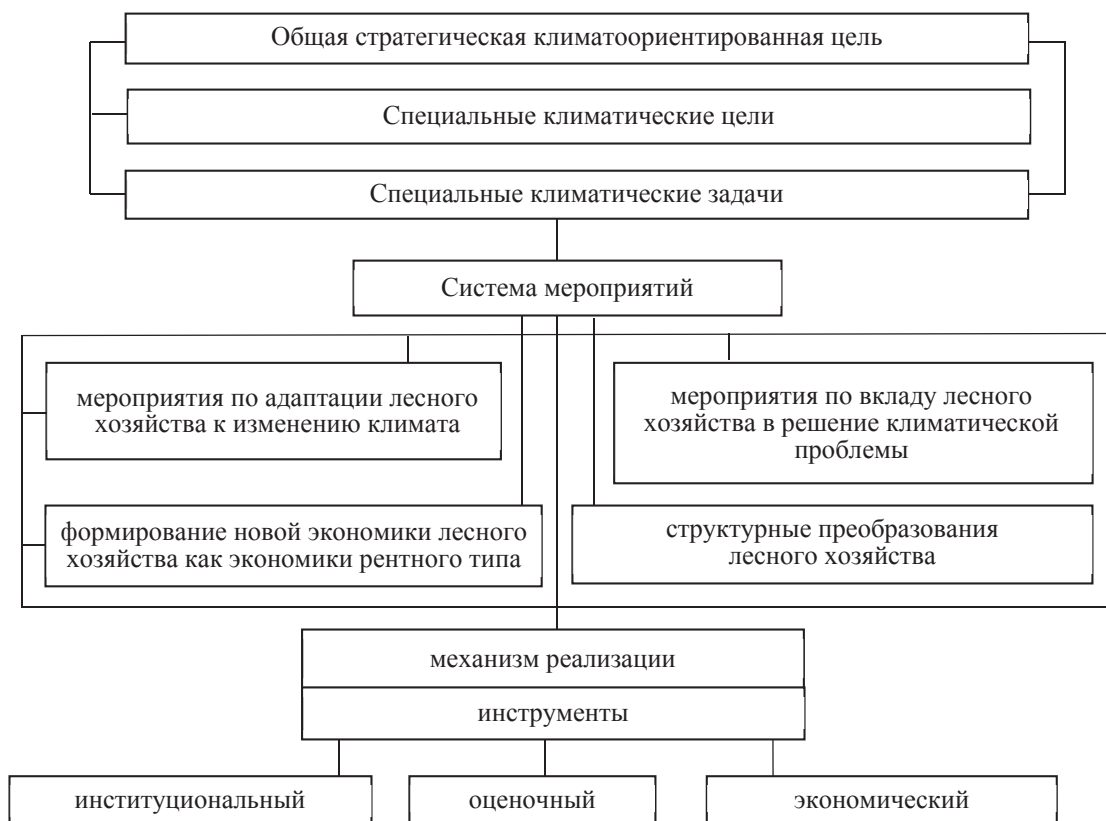 Общая стратегическая климатоориентированная цель
Специальные климатические цели
Специальные климатические задачи
Система мероприятий
мероприятия по адаптации лесного
хозяйства к изменению климата
мероприятия по вкладу лесного
хозяйства в решение климатической
проблемы
формирование новой экономики лесного
хозяйства как экономики рентного типа
структурные преобразования
лесного хозяйства
механизм реализации
инструменты
институциональный
оценочный
экономический